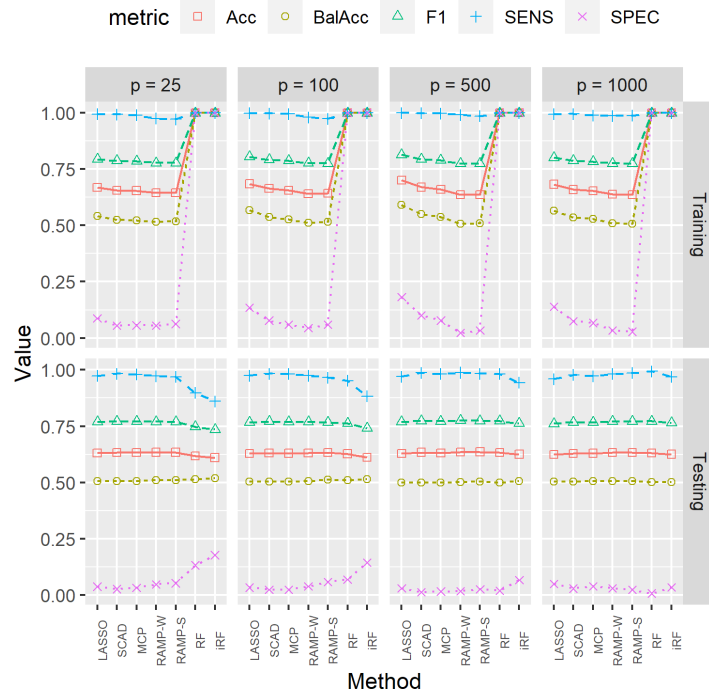 metric Acc BalAcc F1 SENS SPEC
p = 25 p = 100 p = 500 p = 1000
1.00
0.75
0.50
0.25
0.00
Training
Value
1.00
0.75
0.50
0.25
0.00
Testing
LASSO SCAD MCP RAMP-W RAMP-S RF iRF LASSO SCAD MCP RAMP-W RAMP-S RF iRF LASSO SCAD MCP RAMP-W RAMP-S RF iRF LASSO SCAD MCP RAMP-W RAMP-S RF iRF
Method